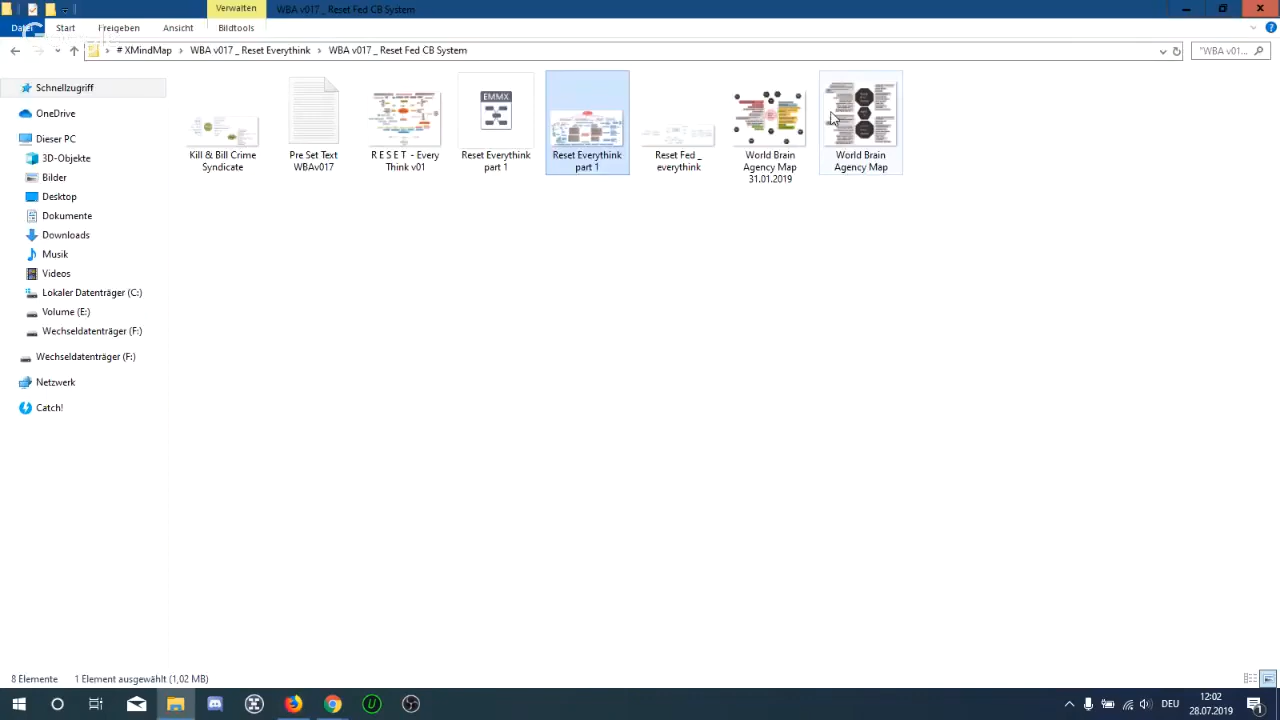 Verwalten
WBA v017 _ Reset Fed CB System
Datei
Start
Freigeben
Ansicht
Bildtools
# XMindMap
WBA v017 _ Reset Everythink
WBA v017 _ Reset Fed CB System
"WBA v01...
Schnellzugriff
OneDrive
Dieser PC
3D-Objekte
Bilder
Desktop
Dokumente
Downloads
Musik
Videos
Lokaler Datenträger (C:)
Volume (E:)
Wechseldatenträger (F:)
Wechseldatenträger (F:)
Netzwerk
Catch!
Kill & Bill Crime
Syndicate
Pre Set Text
WBAv017
R E S E T - Every
Think v01
EMMX
Reset Everythink
part 1
Reset Everythink
part 1
Reset Fed _
everythink
World Brain
Agency Map
31.01.2019
World Brain
Agency Map
8 Elemente
1 Element ausgewählt (1,02 MB)
DEU
12:02
28.07.2019